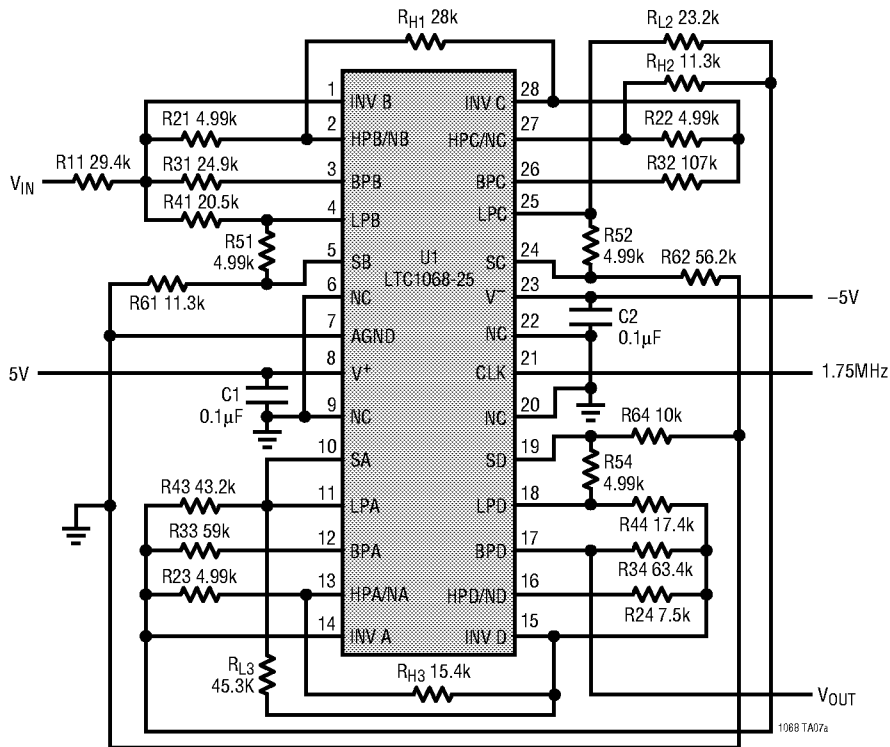 RH1 28k
RL2 23.2k
RH2 11.3k
1 INV B
INV C 28
R21 4.99k
2 HPB/NB
HPC/NC 27
R22 4.99k
R11 29.4k
R31 24.9k
3 BPB
BPC 26
R32 107k
VIN
R41 20.5k
4 LPB
LPC 25
R51
4.99k
U1
LTC1068-25
R52
4.99k
5 SB
SC 24
R62 56.2k
R61 11.3k
6 NC
V– 23
–5V
7 AGND
NC 22
C2
0.1µF
5V
8 V+
CLK 21
1.75MHz
C1
0.1µF
9 NC
NC 20
R64 10k
10 SA
SD 19
R54
4.99k
R43 43.2k
11 LPA
LPD 18
R44 17.4k
R33 59k
12 BPA
BPD 17
R34 63.4k
R23 4.99k
13 HPA/NA
HPD/ND 16
R24 7.5k
14 INV A
INV D 15
RL3
45.3K
RH3 15.4k
VOUT
1068 TA07a